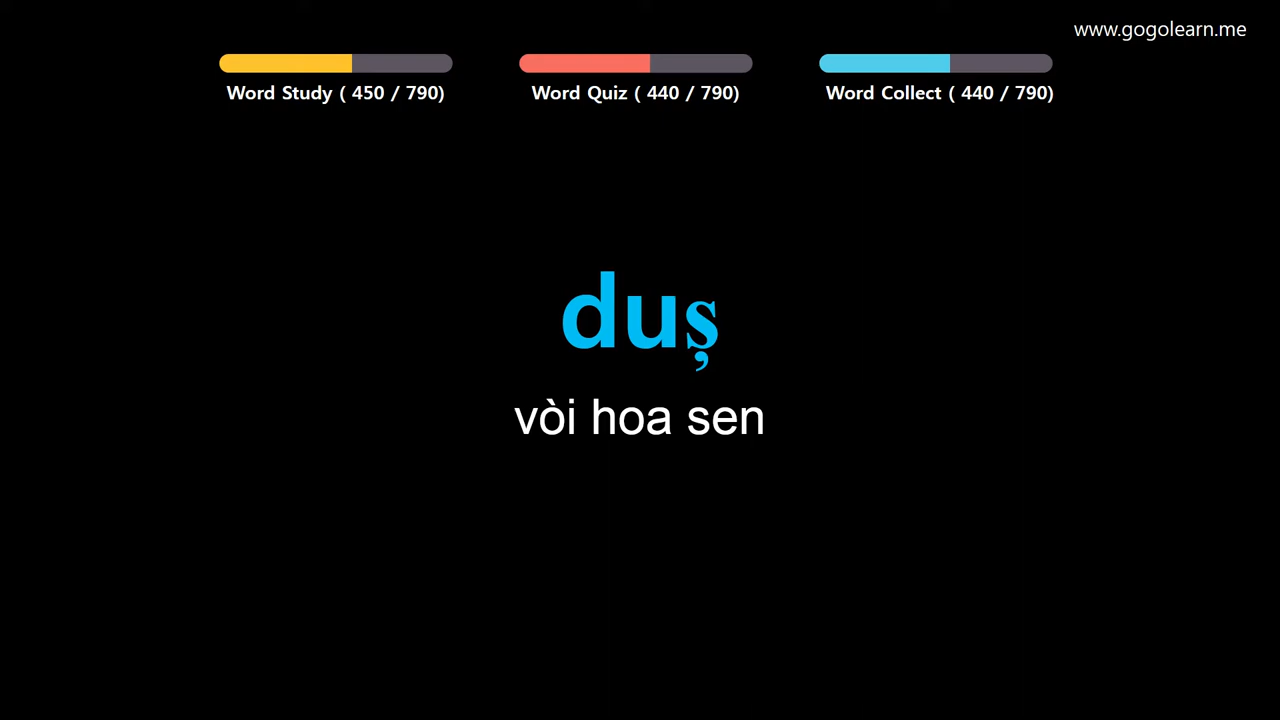 www.gogolearn.me
Word Study ( 450 / 790)
Word Quiz ( 440 / 790)
Word Collect ( 440 / 790)
duș
vòi hoa sen